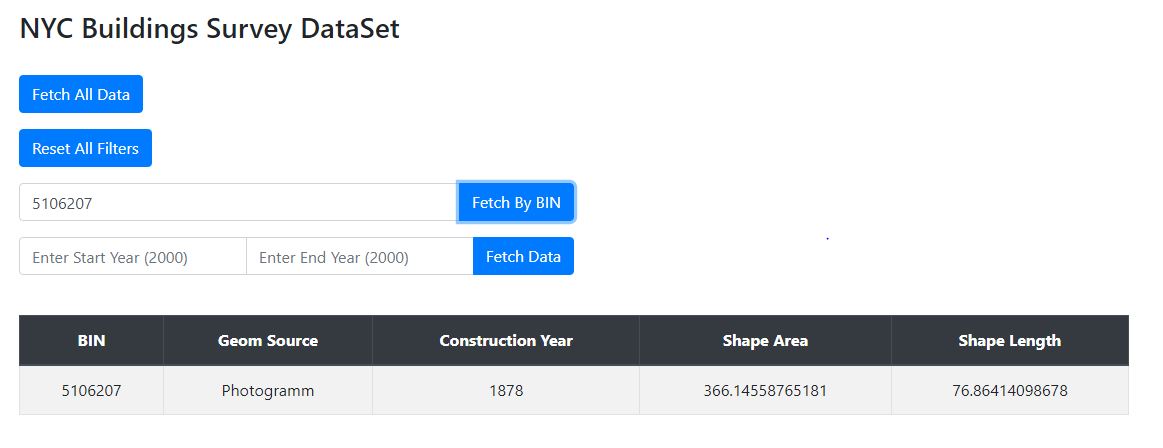 NYC Buildings Survey DataSet
Fetch All Data
Reset All Filters
5106207 Fetch By BIN
Enter Start Year (2000) Enter End Year (2000) Fetch Data
BIN Geom Source Construction Year Shape Area Shape Length
5106207 Photogramm 1878 366.14558765181 76.86414098678